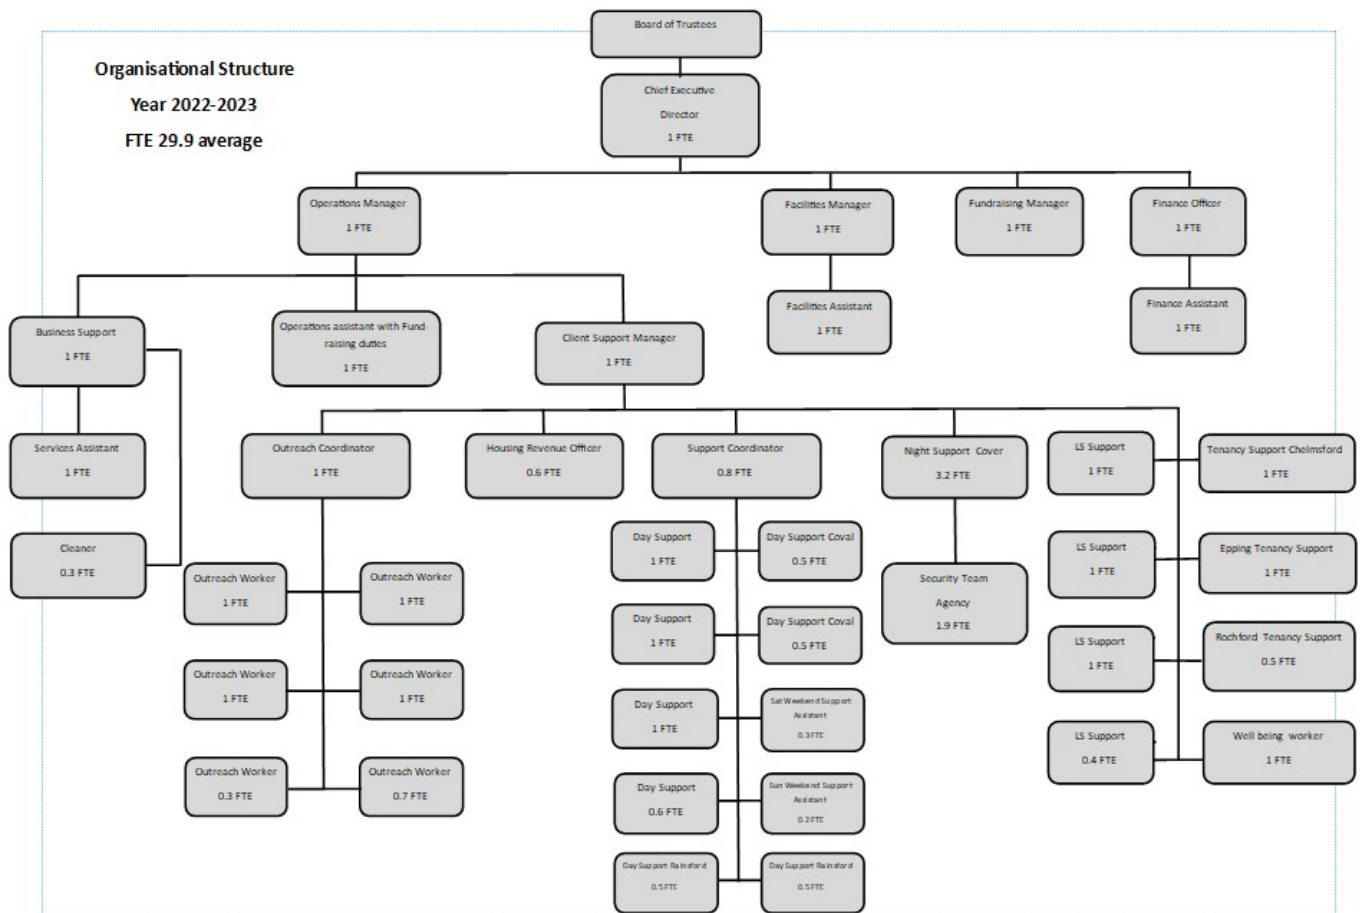 Board of Trustees
Organisational Structure
Year 2022-2023
FTE 29.9 average
Chief Executive
Director
1 FTE
Operations Manager
1 FTE
Facilities Manager
1 FTE
Fundraising Manager
1 FTE
Finance Officer
1 FTE
Facilities Assistant
1 FTE
Finance Assistant
1 FTE
Business Support
1 FTE
Operations assistant with Fund-
raising duties
1 FTE
Client Support Manager
1 FTE
Services Assistant
1 FTE
Cleaner
0.3 FTE
Outreach Coordinator
1 FTE
Housing Revenue Officer
0.6 FTE
Support Coordinator
0.8 FTE
Night Support Cover
3.2 FTE
Security Team
Agency
1.9 FTE
Outreach Worker
1 FTE
Outreach Worker
1 FTE
Outreach Worker
1 FTE
Outreach Worker
1 FTE
Outreach Worker
0.3 FTE
Outreach Worker
0.7 FTE
Day Support
1 FTE
Day Support Coval
0.5 FTE
Day Support
1 FTE
Day Support Coval
0.5 FTE
Day Support
1 FTE
Sat Weekend Support
Assistant
0.3 FTE
Day Support
0.6 FTE
Sun Weekend Support
Assistant
0.2 FTE
Day Support Rainsford
0.5 FTE
Day Support Rainsford
0.5 FTE
LS Support
1 FTE
Tenancy Support Chelmsford
1 FTE
LS Support
1 FTE
Epping Tenancy Support
1 FTE
LS Support
1 FTE
Rochford Tenancy Support
0.5 FTE
LS Support
0.4 FTE
Well being worker
1 FTE